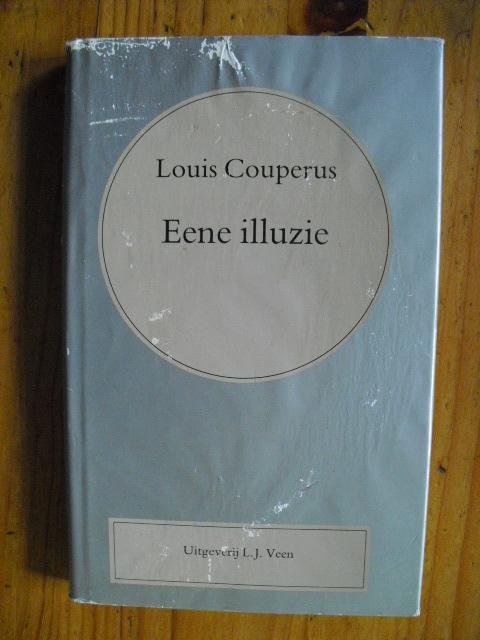 Louis Couperus
Eene illuzie
Uitgeverij L.J. Veen